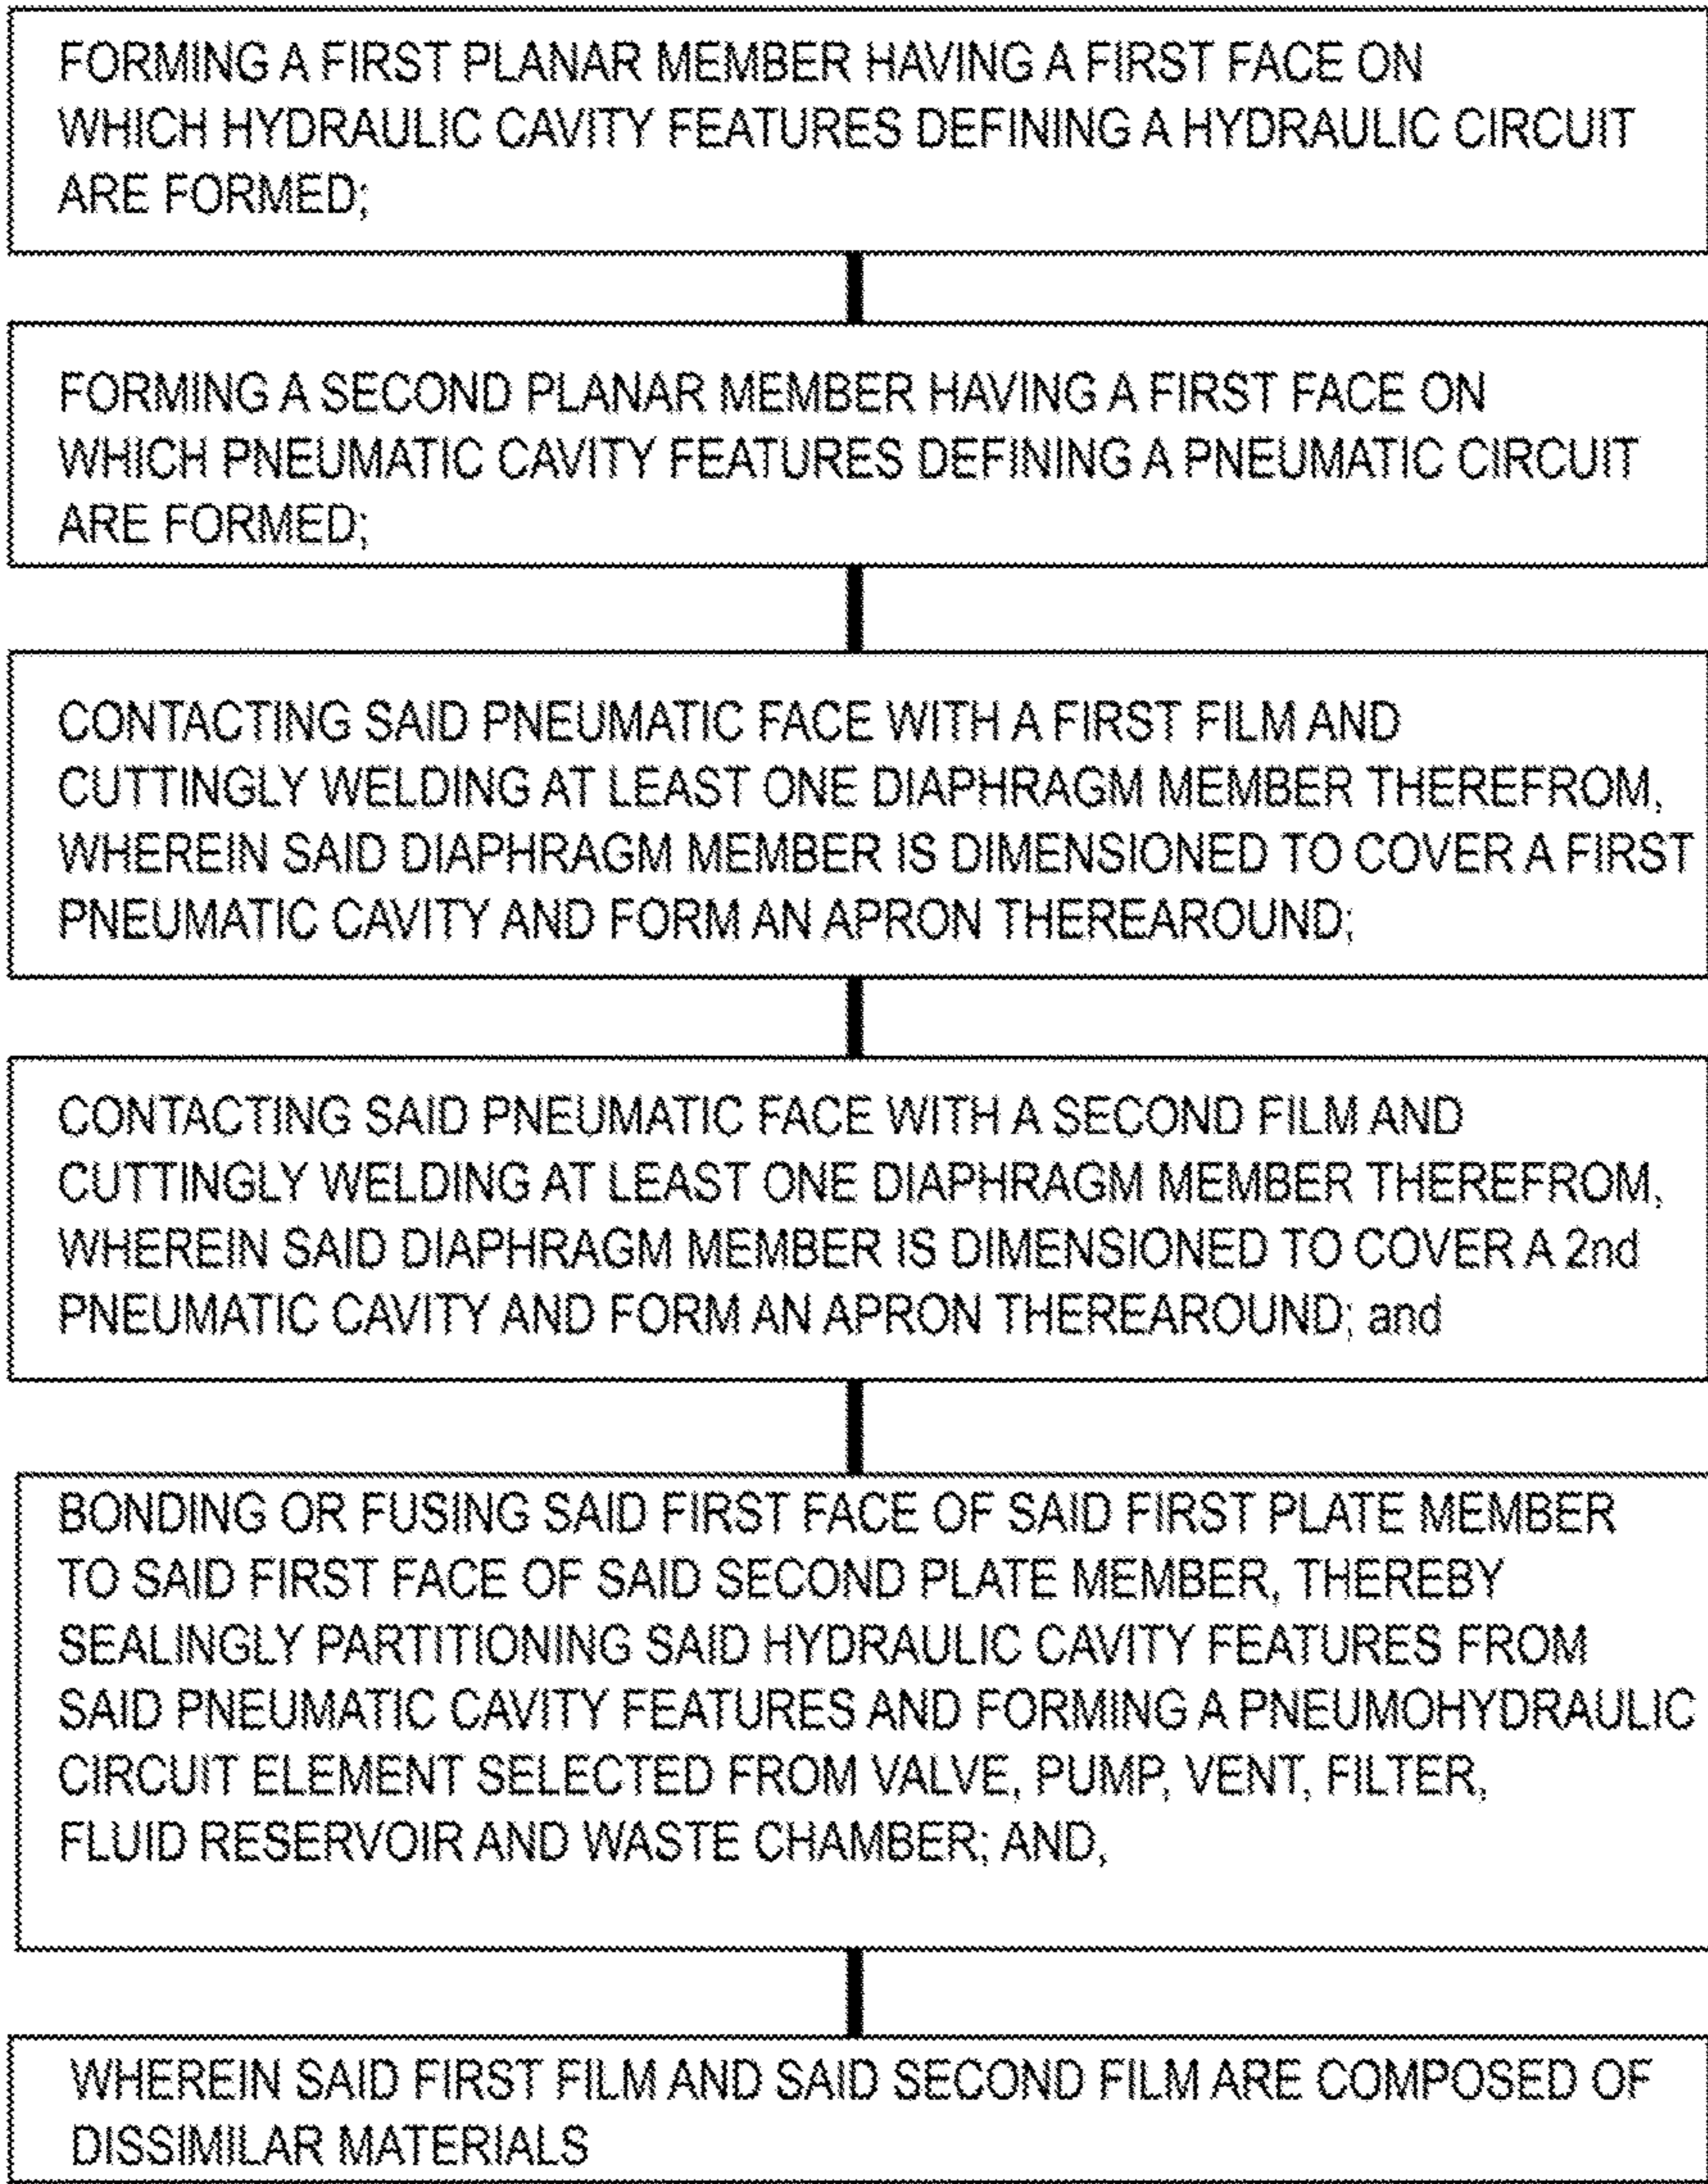 FORMING A FIRST PLANAR MEMBER HAVING A FIRST FACE ON
WHICH HYDRAULIC CAVITY FEATURES DEFINING A HYDRAULIC CIRCUIT
ARE FORMED;
FORMING A SECOND PLANAR MEMBER HAVING A FIRST FACE ON
WHICH PNEUMATIC CAVITY FEATURES DEFINING A PNEUMATIC CIRCUIT
ARE FORMED;
CONTACTING SAID PNEUMATIC FACE WITH A FIRST FILM AND
CUTTINGLY WELDING AT LEAST ONE DIAPHRAGM MEMBER THEREFROM,
WHEREIN SAID DIAPHRAGM MEMBER IS DIMENSIONED TO COVER A FIRST
PNEUMATIC CAVITY AND FORM AN APRON THEREAROUND;
CONTACTING SAID PNEUMATIC FACE WITH A SECOND FILM AND
CUTTINGLY WELDING AT LEAST ONE DIAPHRAGM MEMBER THEREFROM,
WHEREIN SAID DIAPHRAGM MEMBER IS DIMENSIONED TO COVER A 2nd
PNEUMATIC CAVITY AND FORM AN APRON THEREAROUND; and
BONDING OR FUSING SAID FIRST FACE OF SAID FIRST PLATE MEMBER
TO SAID FIRST FACE OF SAID SECOND PLATE MEMBER, THEREBY
SEALINGLY PARTITIONING SAID HYDRAULIC CAVITY FEATURES FROM
SAID PNEUMATIC CAVITY FEATURES AND FORMING A PNEUMOHYDRAULIC
CIRCUIT ELEMENT SELECTED FROM VALVE, PUMP, VENT, FILTER,
FLUID RESERVOIR AND WASTE CHAMBER; AND,
WHEREIN SAID FIRST FILM AND SAID SECOND FILM ARE COMPOSED OF
DISSIMILAR MATERIALS